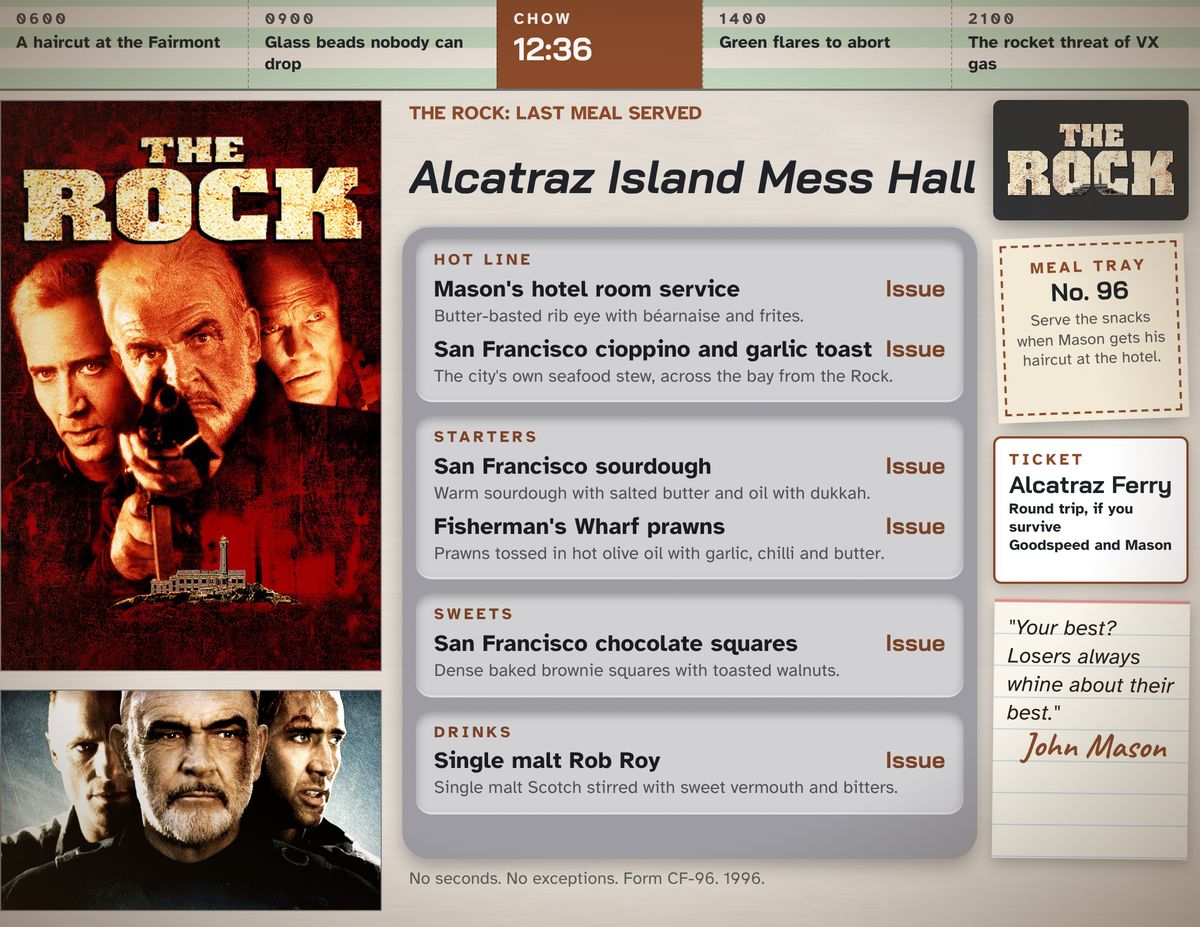 0600
A haircut at the Fairmont
0900
Glass beads nobody can
drop
CHOW
12:36
1400
Green flares to abort
2100
The rocket threat of VX
gas
THE
ROCK
THE ROCK: LAST MEAL SERVED
Alcatraz Island Mess Hall
HOT LINE
Mason's hotel room service Issue
Butter-basted rib eye with béarnaise and frites.
San Francisco cioppino and garlic toast Issue
The city's own seafood stew, across the bay from the Rock.
STARTERS
San Francisco sourdough Issue
Warm sourdough with salted butter and oil with dukkah.
Fisherman's Wharf prawns Issue
Prawns tossed in hot olive oil with garlic, chilli and butter.
SWEETS
San Francisco chocolate squares Issue
Dense baked brownie squares with toasted walnuts.
DRINKS
Single malt Rob Roy Issue
Single malt Scotch stirred with sweet vermouth and bitters.
No seconds. No exceptions. Form CF-96. 1996.
THE
ROCK
MEAL TRAY
No. 96
Serve the snacks
when Mason gets his
haircut at the hotel.
TICKET
Alcatraz Ferry
Round trip, if you
survive
Goodspeed and Mason
"Your best?
Losers always
whine about their
best."
John Mason